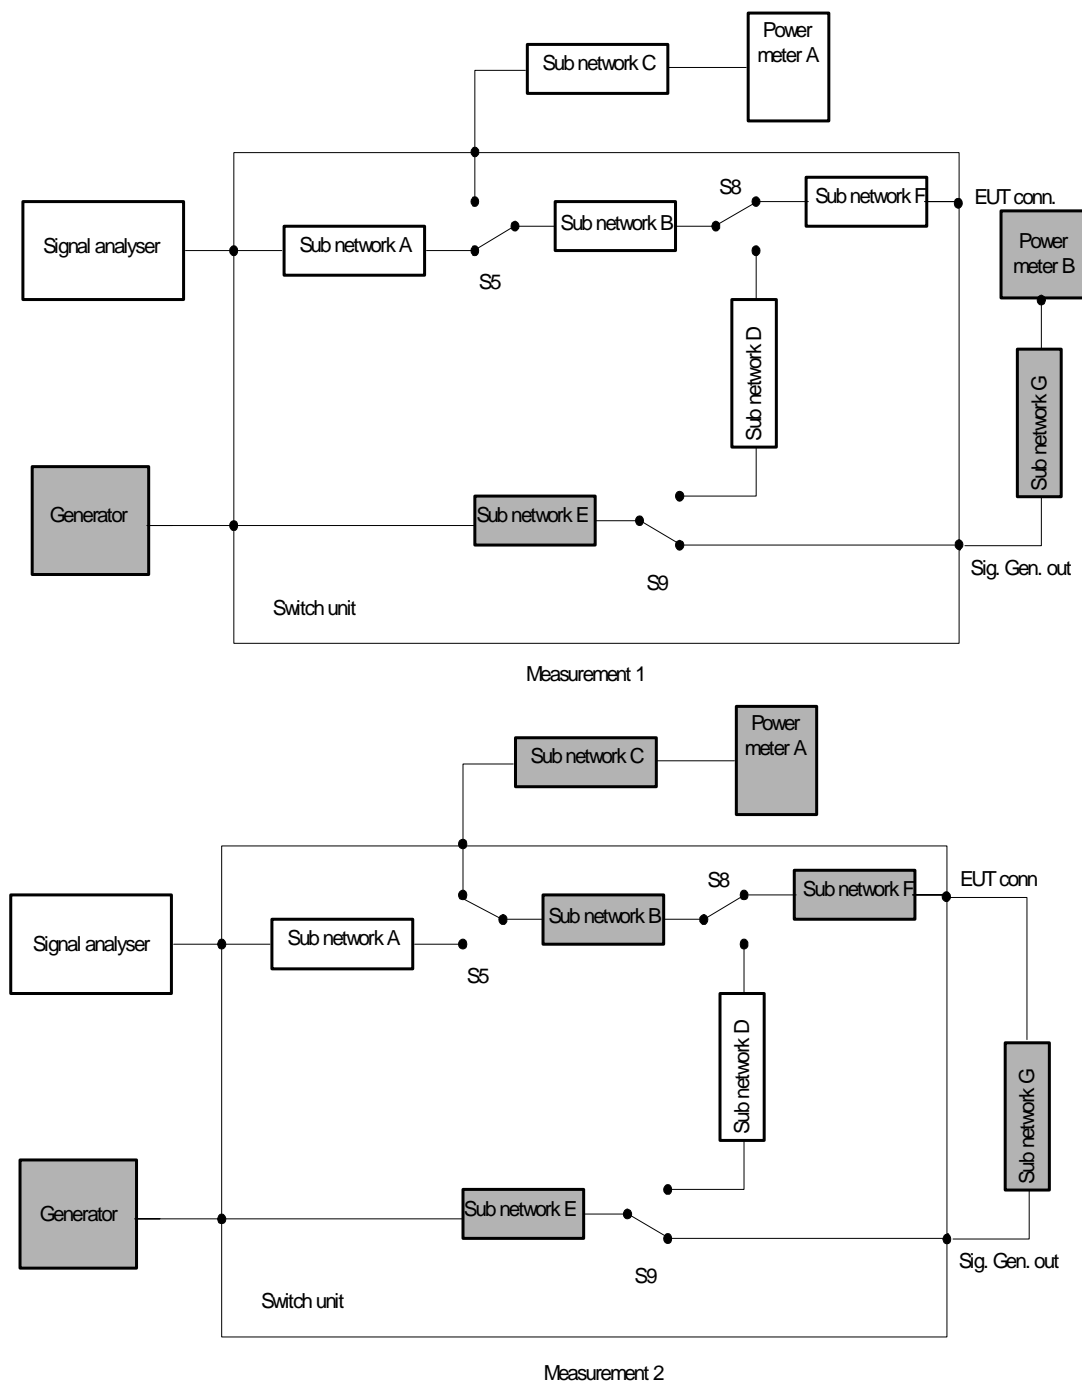 Power
meter A
Sub network C
S8
Sub network F
EUT conn.
Sub network B
Signal analyser
Sub network A
Power
meter B
S5
Sub network D
Sub network G
Generator
Sub network E
Sig. Gen. out
S9
Switch unit
Measurement 1
Power
meter A
Sub network C
S8
Sub network F
EUT conn
Sub network B
Signal analyser
Sub network A
S5
Sub network D
Sub network G
Generator
Sub network E
Sig. Gen. out
S9
Switch unit
Measurement 2